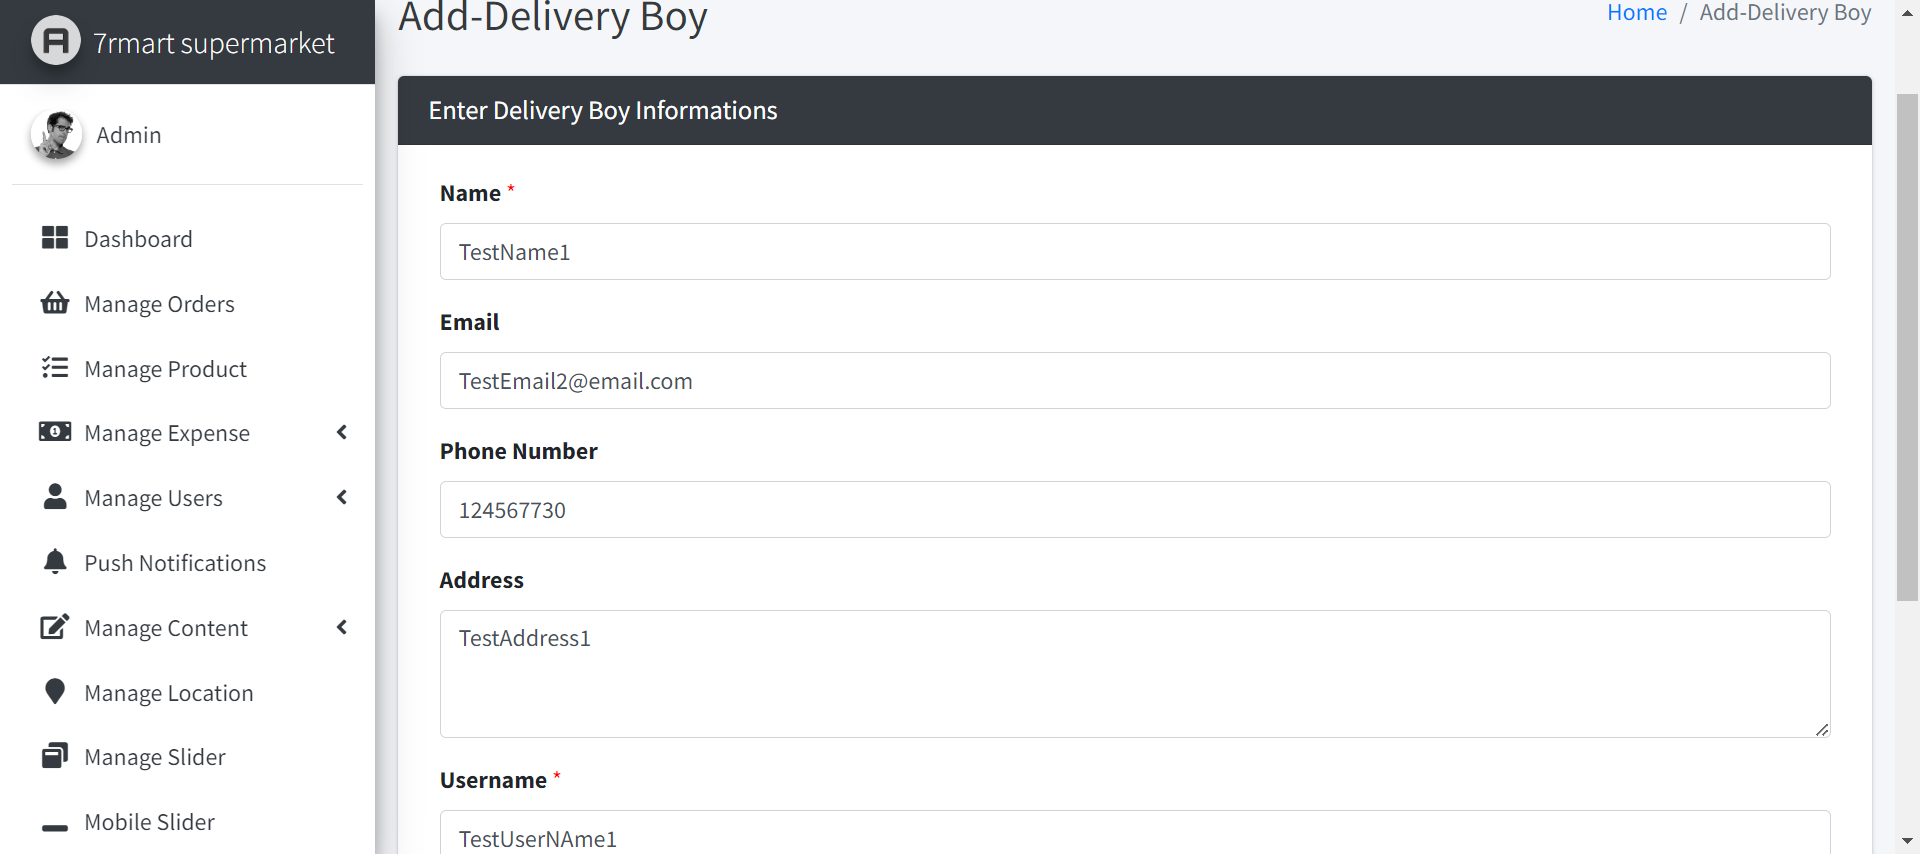 7rmart supermarket
Admin
Dashboard
Manage Orders
Manage Product
Manage Expense
Manage Users
Push Notifications
Manage Content
Manage Location
Manage Slider
Mobile Slider
Add-Delivery Boy
Home / Add-Delivery Boy
Enter Delivery Boy Informations
Name *
TestName1
Email
TestEmail2@email.com
Phone Number
124567730
Address
TestAddress1
Username *
TestUserNAme1